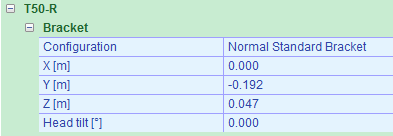 T50-R
Bracket
Configuration Normal Standard Bracket
X [m] 0.000
Y [m] -0.192
Z [m] 0.047
Head tilt [°] 0.000